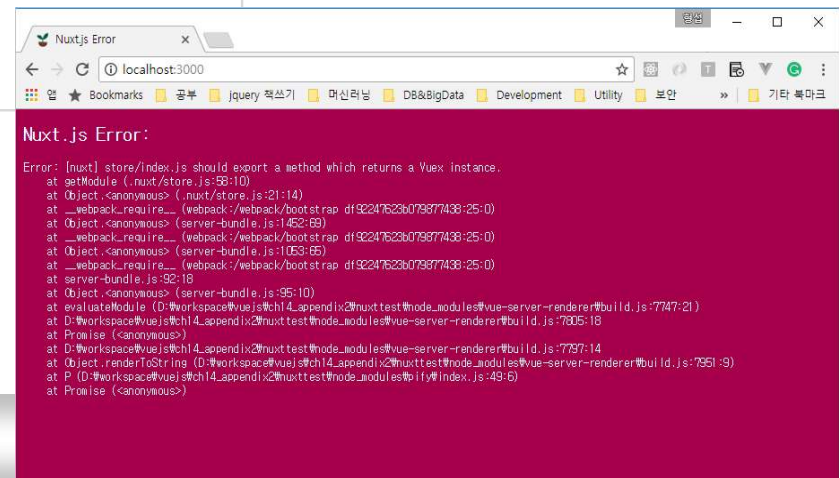 형섭
Nuxt.js Error
localhost:3000
앱 Bookmarks 공부 jquery 책쓰기 머신러닝 DB&BigData Development Utility 보안 » 기타 북마크
Nuxt.js Error:
Error: [nuxt] store/index.js should export a method which returns a Vuex instance.
at getModule (.nuxt/store.js:58:10)
at Object.<anonymous> (.nuxt/store.js:21:14)
at __webpack_require__ (webpack:/webpack/bootstrap df92247623b079877438:25:0)
at Object.<anonymous> (server-bundle.js:1452:69)
at __webpack_require__ (webpack:/webpack/bootstrap df92247623b079877438:25:0)
at Object.<anonymous> (server-bundle.js:1053:65)
at __webpack_require__ (webpack:/webpack/bootstrap df92247623b079877438:25:0)
at server-bundle.js:92:18
at Object.<anonymous> (server-bundle.js:95:10)
at evaluateModule (D:₩workspace₩vuejs₩ch14_appendix2₩nuxttest₩node_modules₩vue-server-renderer₩build.js:7747:21)
at D:₩workspace₩vuejs₩ch14_appendix2₩nuxttest₩node_modules₩vue-server-renderer₩build.js:7805:18
at Promise (<anonymous>)
at D:₩workspace₩vuejs₩ch14_appendix2₩nuxttest₩node_modules₩vue-server-renderer₩build.js:7797:14
at Object.renderToString (D:₩workspace₩vuejs₩ch14_appendix2₩nuxttest₩node_modules₩vue-server-renderer₩build.js:7951:9)
at P (D:₩workspace₩vuejs₩ch14_appendix2₩nuxttest₩node_modules₩pify₩index.js:49:6)
at Promise (<anonymous>)